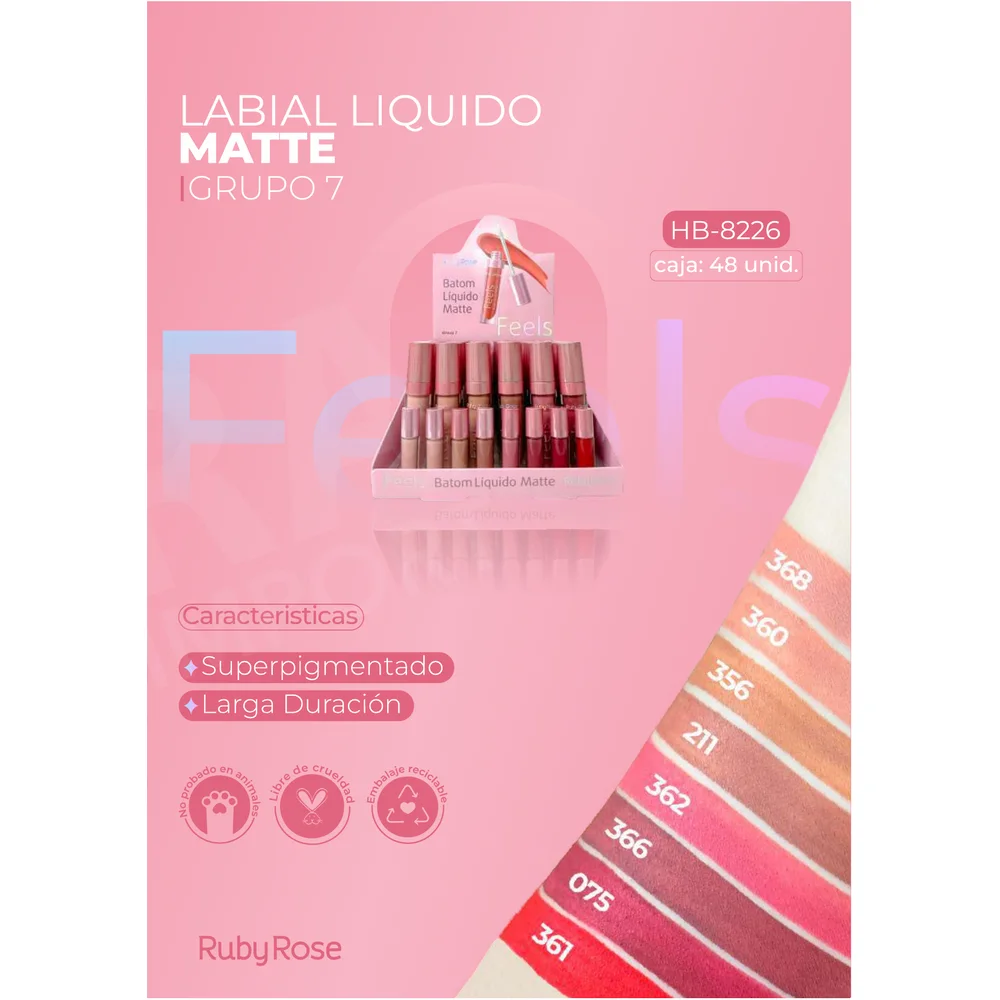 LABIAL LIQUIDO
MATTE
GRUPO 7
HB-8226
caja: 48 unid.
Batom
Líquido
Matte
Feels
Feels
Feels Batom Líquido Matte
Caracteristicas
Superpigmentado
Larga Duración
No probado en animales
Libre de crueldad
Embalaje reciclable
368
360
356
211
362
366
075
361
RubyRose